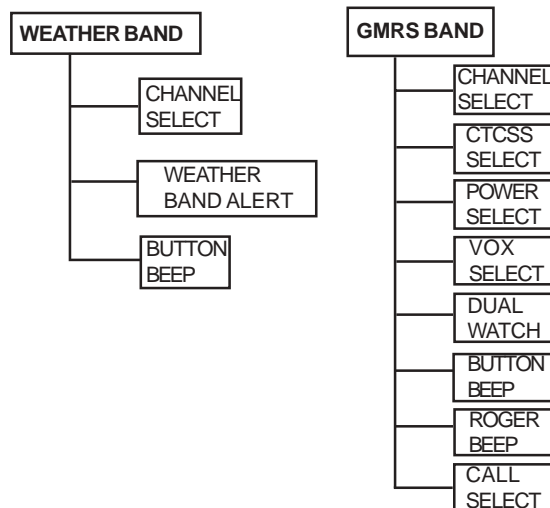 WEATHER BAND
CHANNEL
SELECT
WEATHER
BAND ALERT
BUTTON
BEEP
GMRS BAND
CHANNEL
SELECT
CTCSS
SELECT
POWER
SELECT
VOX
SELECT
DUAL
WATCH
BUTTON
BEEP
ROGER
BEEP
CALL
SELECT